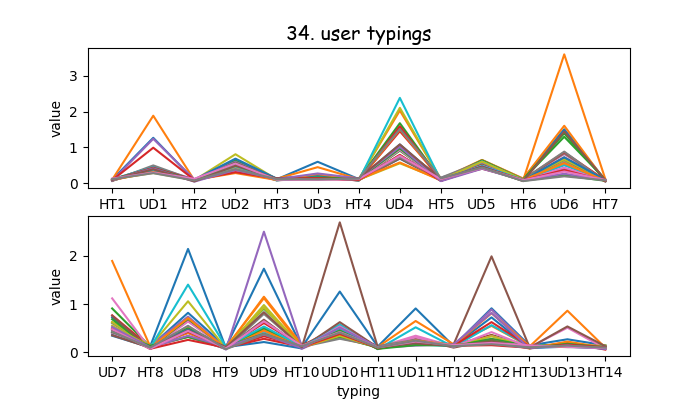 34. user typings
value
3
2
1
0
HT1 UD1 HT2 UD2 HT3 UD3 HT4 UD4 HT5 UD5 HT6 UD6 HT7
value
2
1
0
UD7 HT8 UD8 HT9 UD9 HT10 UD10 HT11 UD11 HT12 UD12 HT13 UD13 HT14
typing